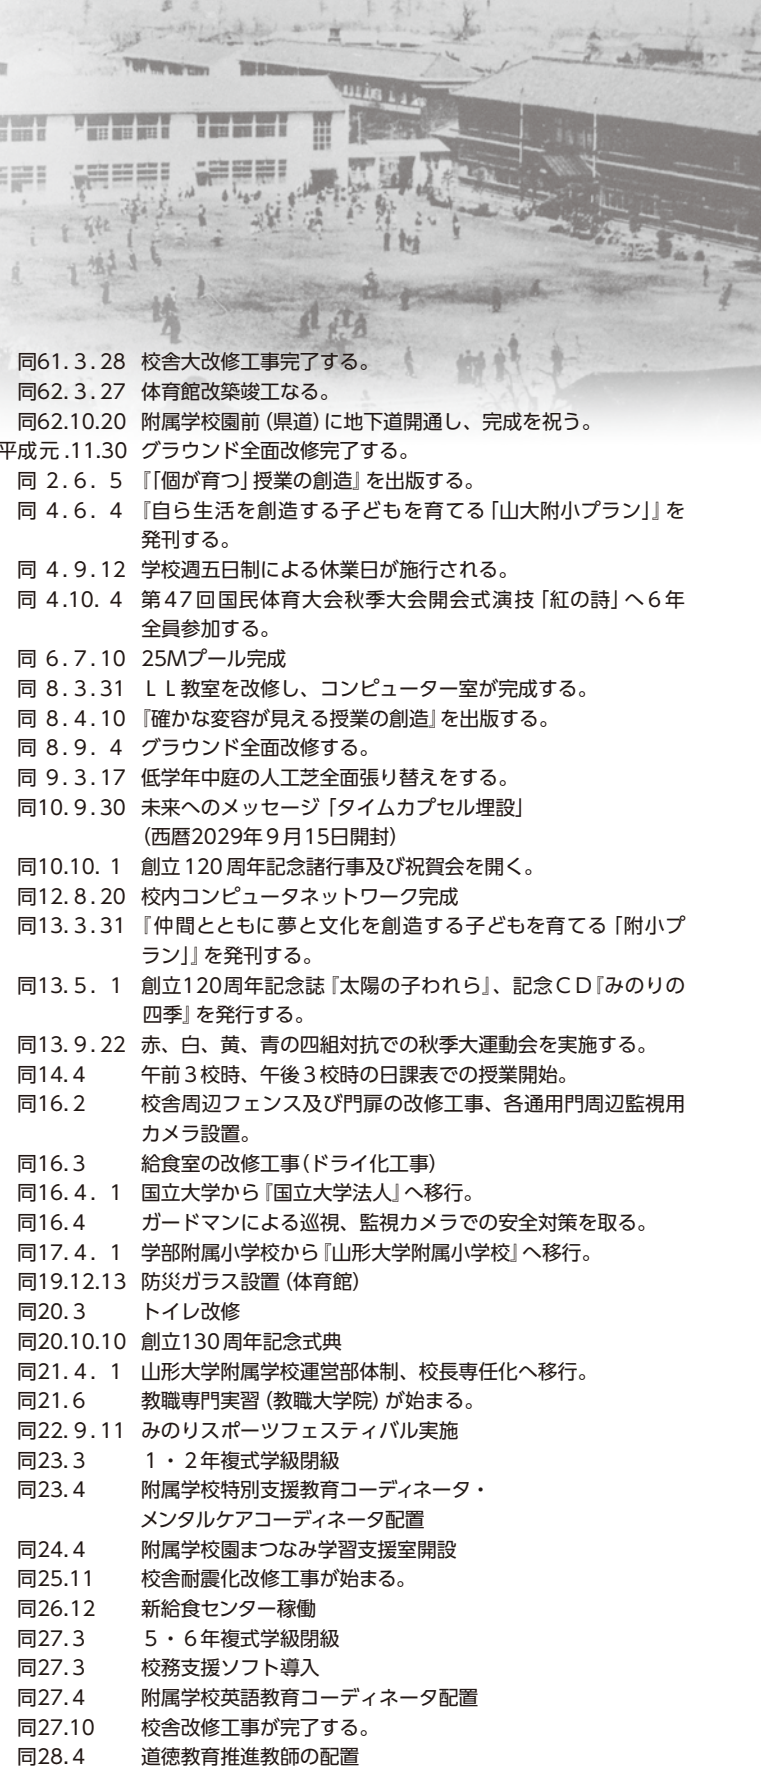 同61.3.28 校舎大改修工事完了する。
同62.3.27 体育館改築竣工なる。
同62.10.20 附属学校園前(県道)に地下道開通し、完成を祝う。
平成元.11.30 グラウンド全面改修完了する。
同 2.6. 5 『「個が育つ」授業の創造』を出版する。
同 4.6. 4 『自ら生活を創造する子どもを育てる「山大附小プラン」』を
発刊する。
同 4.9.12 学校週五日制による休業日が施行される。
同 4.10. 4 第47回国民体育大会秋季大会開会式演技「紅の詩」へ6年
全員参加する。
同 6.7.10 25Mプール完成
同 8.3.31 LL教室を改修し、コンピューター室が完成する。
同 8.4.10 『確かな変容が見える授業の創造』を出版する。
同 8.9. 4 グラウンド全面改修する。
同 9.3.17 低学年中庭の人工芝全面張り替えをする。
同10.9.30 未来へのメッセージ「タイムカプセル埋設」
(西暦2029年9月15日開封)
同10.10. 1 創立120周年記念諸行事及び祝賀会を開く。
同12.8.20 校内コンピュータネットワーク完成
同13.3.31 『仲間とともに夢と文化を創造する子どもを育てる「附小プ
ラン」』を発刊する。
同13.5. 1 創立120周年記念誌『太陽の子われら』、記念CD『みのりの
四季』を発行する。
同13.9.22 赤、白、黄、青の四組対抗での秋季大運動会を実施する。
同14.4 午前3校時、午後3校時の日課表での授業開始。
同16.2 校舎周辺フェンス及び門扉の改修工事、各通用門周辺監視用
カメラ設置。
同16.3 給食室の改修工事(ドライ化工事)
同16.4. 1 国立大学から『国立大学法人』へ移行。
同16.4 ガードマンによる巡視、監視カメラでの安全対策を取る。
同17.4. 1 学部附属小学校から『山形大学附属小学校』へ移行。
同19.12.13 防災ガラス設置(体育館)
同20.3 トイレ改修
同20.10.10 創立130周年記念式典
同21.4. 1 山形大学附属学校運営部体制、校長専任化へ移行。
同21.6 教職専門実習(教職大学院)が始まる。
同22.9.11 みのりスポーツフェスティバル実施
同23.3 1・2年複式学級閉級
同23.4 附属学校特別支援教育コーディネータ・
メンタルケアコーディネータ配置
同24.4 附属学校園まつなみ学習支援室開設
同25.11 校舎耐震化改修工事が始まる。
同26.12 新給食センター稼働
同27.3 5・6年複式学級閉級
同27.3 校務支援ソフト導入
同27.4 附属学校英語教育コーディネータ配置
同27.10 校舎改修工事が完了する。
同28.4 道徳教育推進教師の配置